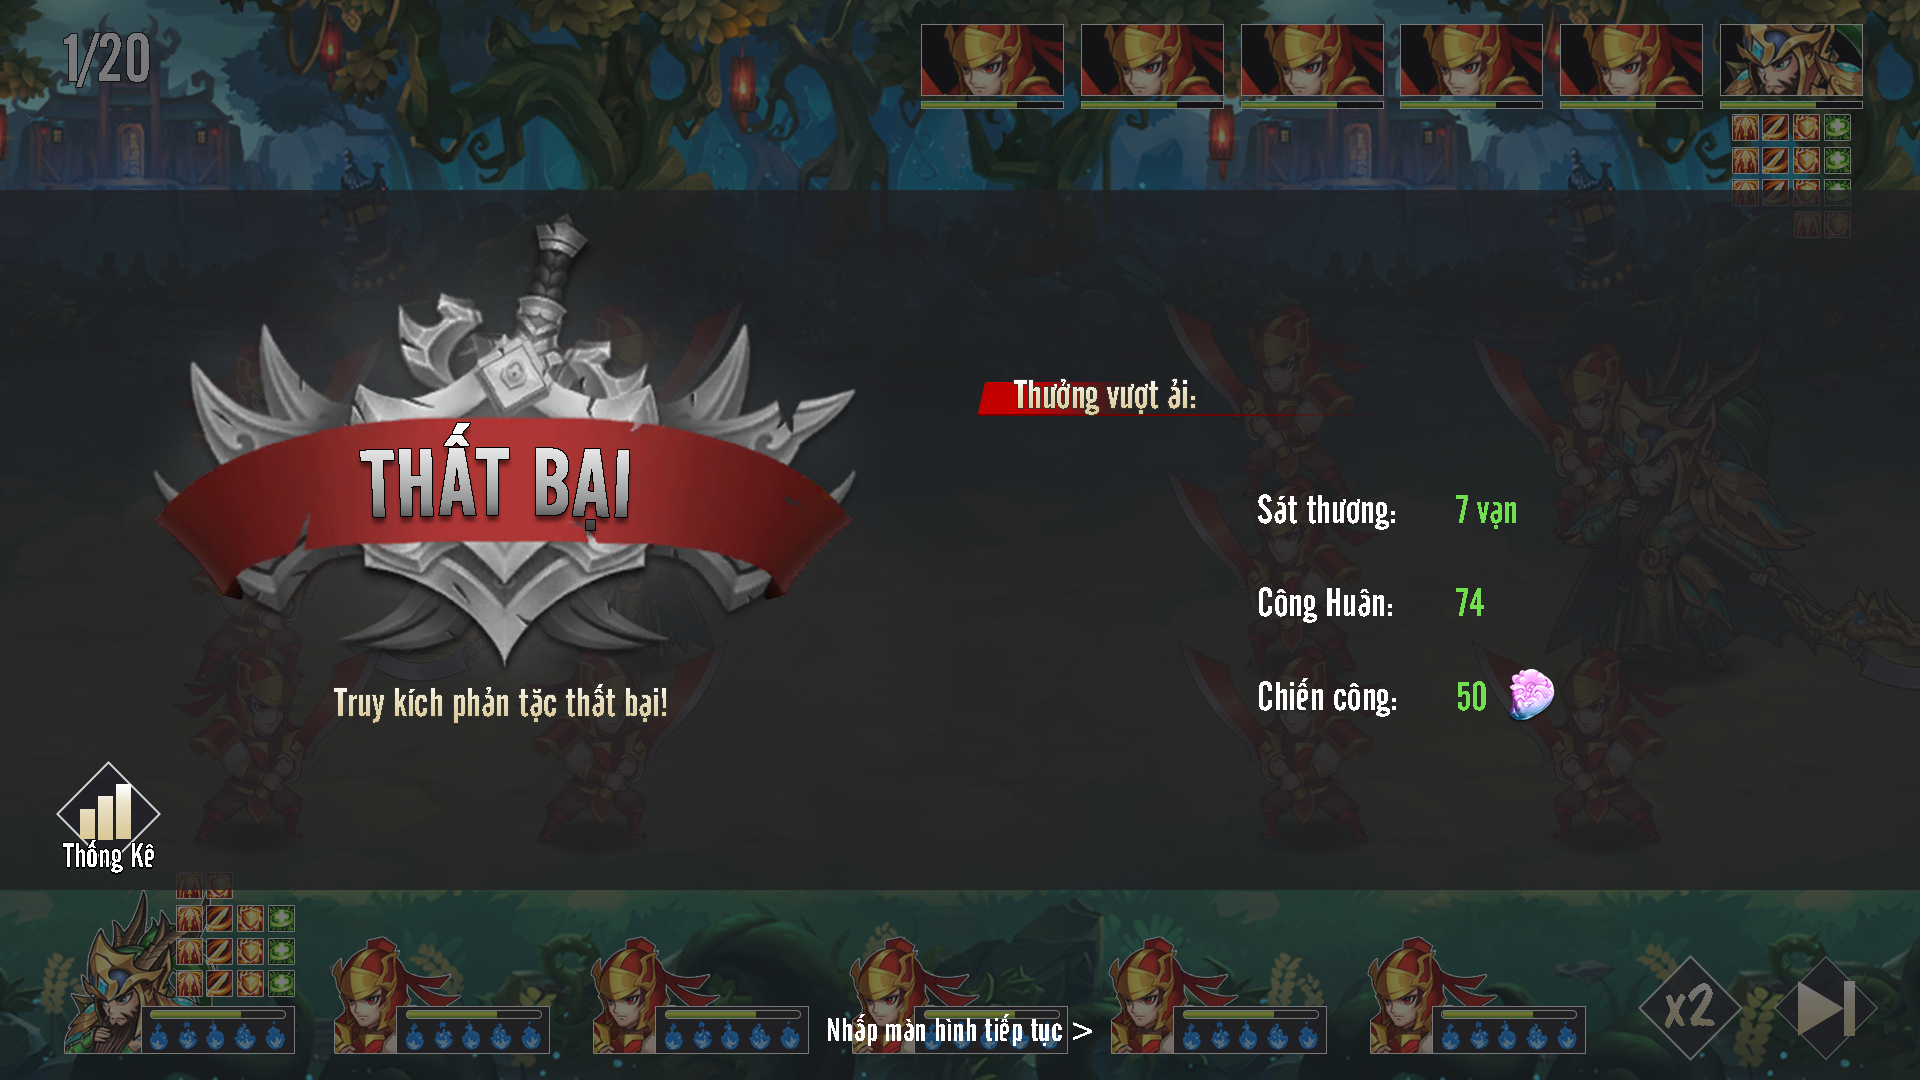 1/20
THẤT BẠI
Truy kích phản tặc thất bại!
Thưởng vượt ải:
Sát thương: 7 vạn
Công Huân: 74
Chiến công: 50
Thống Kê
Nhấp màn hình tiếp tục >
x2